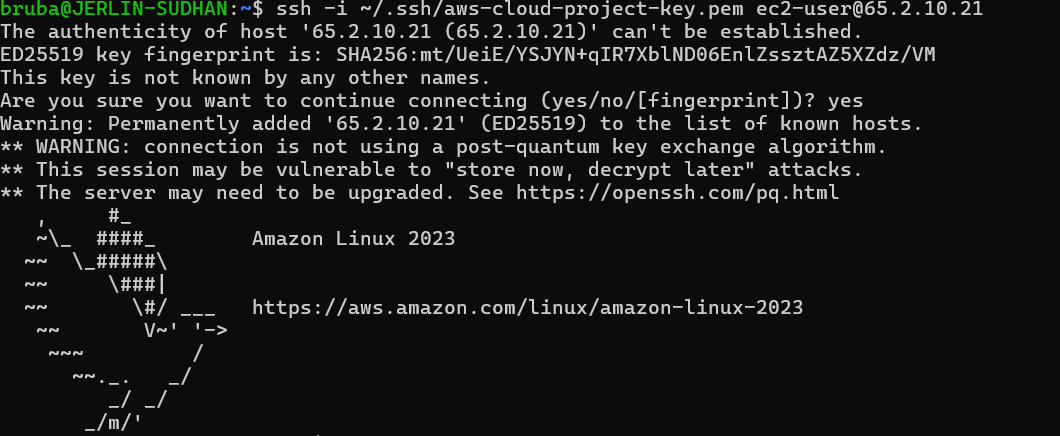 bruba@JERLIN-SUDHAN:~$ ssh -i ~/.ssh/aws-cloud-project-key.pem ec2-user@65.2.10.21
The authenticity of host '65.2.10.21 (65.2.10.21)' can't be established.
ED25519 key fingerprint is: SHA256:mt/UeiE/YSJYN+qIR7XblND06EnlZssztAZ5XZdz/VM
This key is not known by any other names.
Are you sure you want to continue connecting (yes/no/[fingerprint])? yes
Warning: Permanently added '65.2.10.21' (ED25519) to the list of known hosts.
** WARNING: connection is not using a post-quantum key exchange algorithm.
** This session may be vulnerable to "store now, decrypt later" attacks.
** The server may need to be upgraded. See https://openssh.com/pq.html
   ,     #_
   ~\_  ####_        Amazon Linux 2023
  ~~  \_#####\
  ~~     \###|
  ~~       \#/ ___   https://aws.amazon.com/linux/amazon-linux-2023
   ~~       V~' '->
    ~~~         /
      ~~._.   _/
         _/ _/
       _/m/'